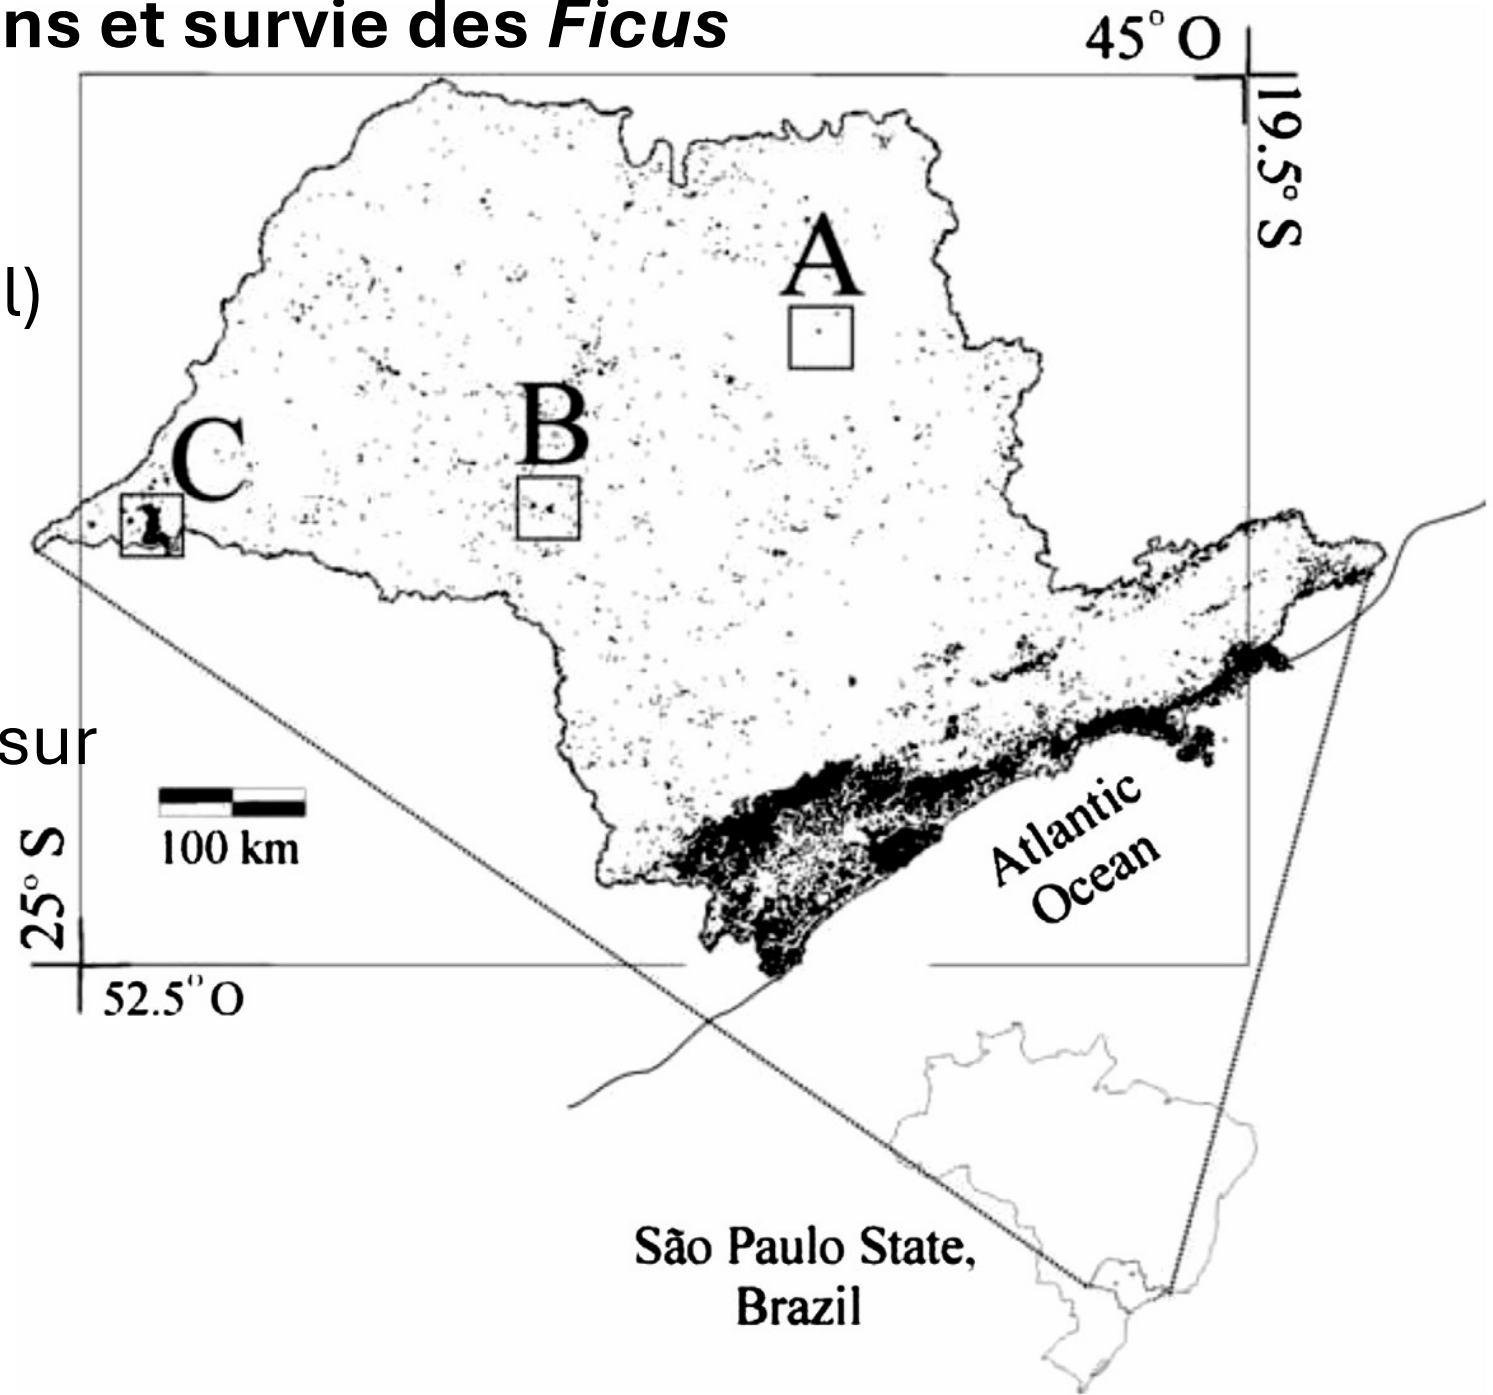 ns et survie des Ficus
45° O
19.5° S
A
l)
B
C
sur
100 km
Atlantic
Ocean
25° S
52.5° O
São Paulo State,
Brazil